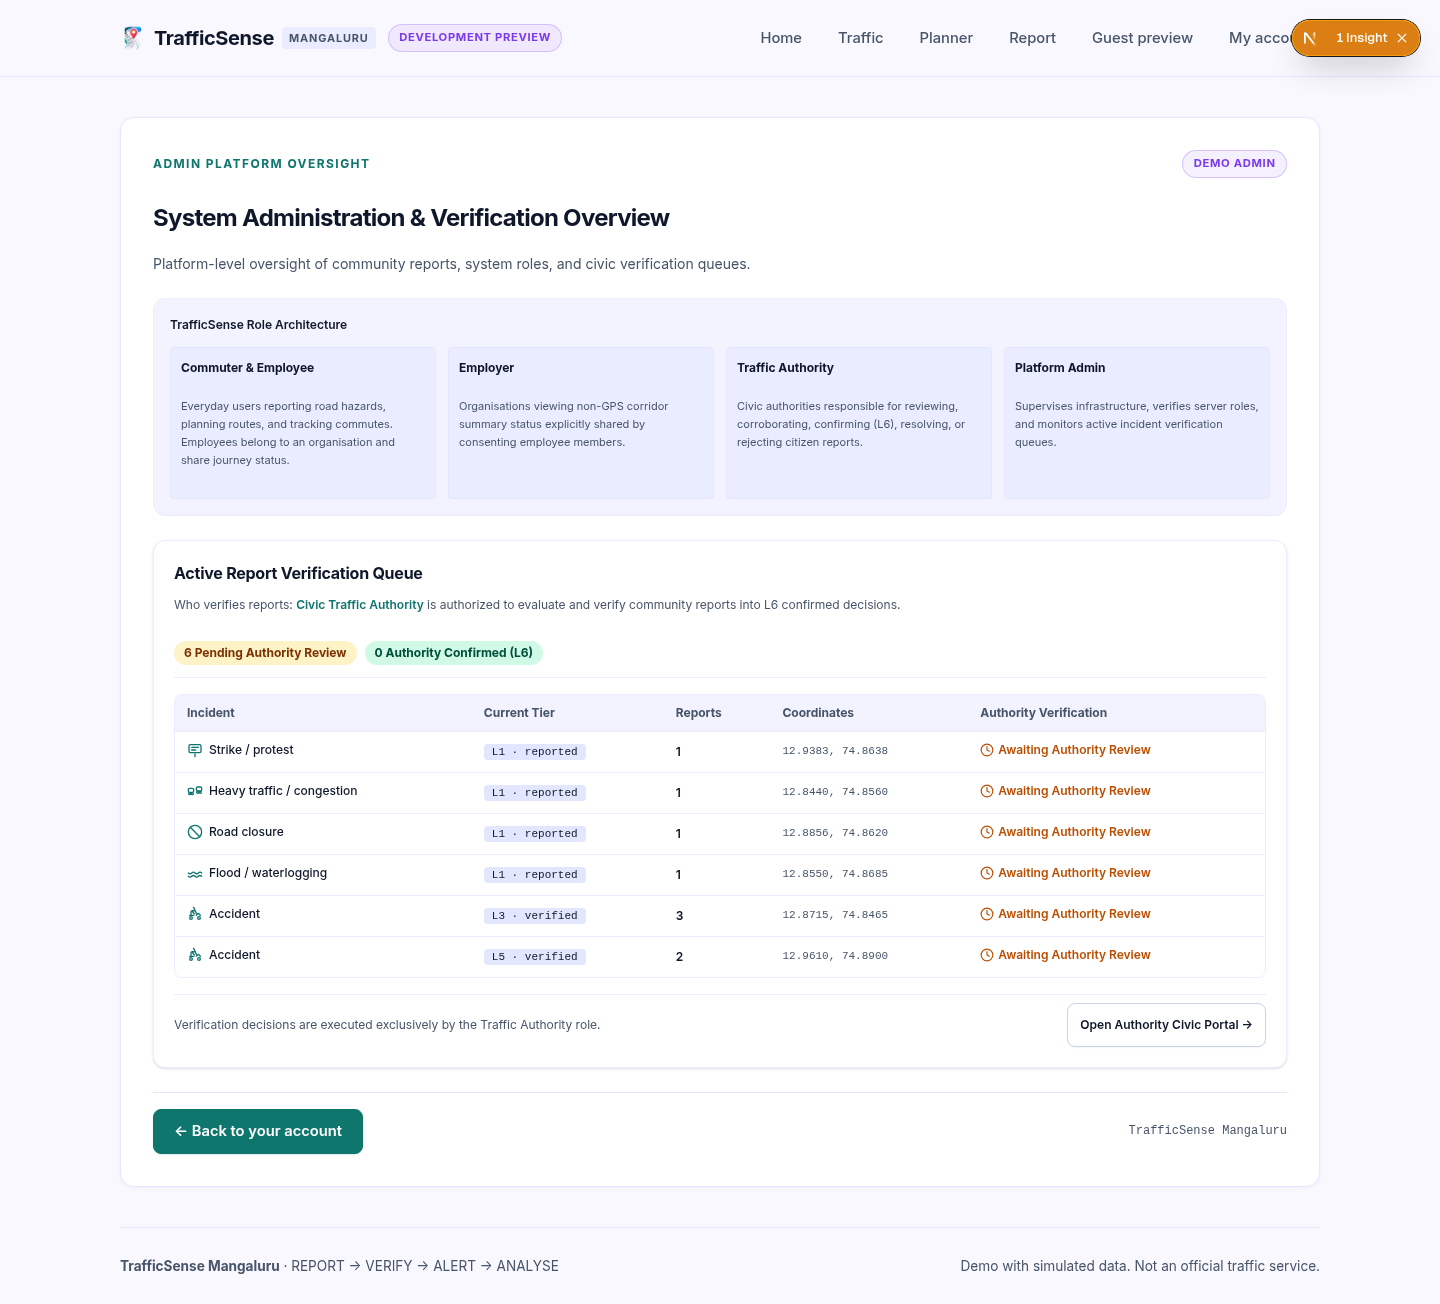 TrafficSense MANGALURU DEVELOPMENT PREVIEW Home Traffic Planner Report Guest preview My accou 1 Insight
ADMIN PLATFORM OVERSIGHT DEMO ADMIN
System Administration & Verification Overview
Platform-level oversight of community reports, system roles, and civic verification queues.
TrafficSense Role Architecture
Commuter & Employee
Everyday users reporting road hazards,
planning routes, and tracking commutes.
Employees belong to an organisation and
share journey status.
Employer
Organisations viewing non-GPS corridor
summary status explicitly shared by
consenting employee members.
Traffic Authority
Civic authorities responsible for reviewing,
corroborating, confirming (L6), resolving, or
rejecting citizen reports.
Platform Admin
Supervises infrastructure, verifies server roles,
and monitors active incident verification
queues.
Active Report Verification Queue
Who verifies reports: Civic Traffic Authority is authorized to evaluate and verify community reports into L6 confirmed decisions.
6 Pending Authority Review 0 Authority Confirmed (L6)
Incident Current Tier Reports Coordinates Authority Verification
Strike / protest L1 · reported 1 12.9383, 74.8638 Awaiting Authority Review
Heavy traffic / congestion L1 · reported 1 12.8440, 74.8560 Awaiting Authority Review
Road closure L1 · reported 1 12.8856, 74.8620 Awaiting Authority Review
Flood / waterlogging L1 · reported 1 12.8550, 74.8685 Awaiting Authority Review
Accident L3 · verified 3 12.8715, 74.8465 Awaiting Authority Review
Accident L5 · verified 2 12.9610, 74.8900 Awaiting Authority Review
Verification decisions are executed exclusively by the Traffic Authority role. Open Authority Civic Portal →
← Back to your account TrafficSense Mangaluru
TrafficSense Mangaluru · REPORT → VERIFY → ALERT → ANALYSE Demo with simulated data. Not an official traffic service.